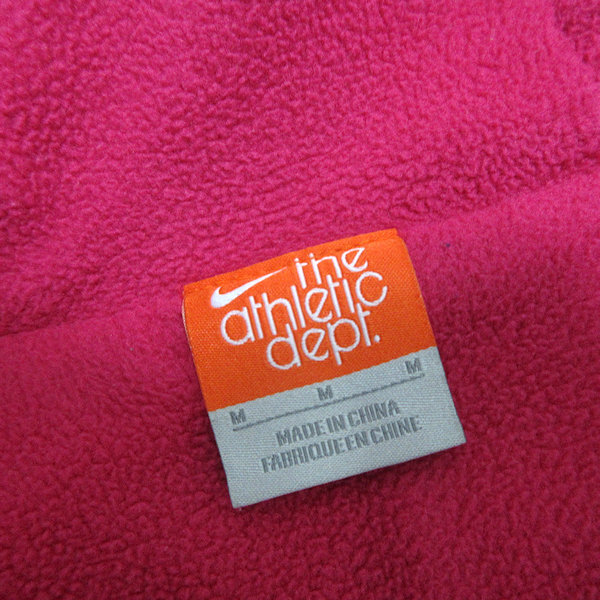 the
athletic
dept.
M M M
MADE IN CHINA
FABRIQUE EN CHINE